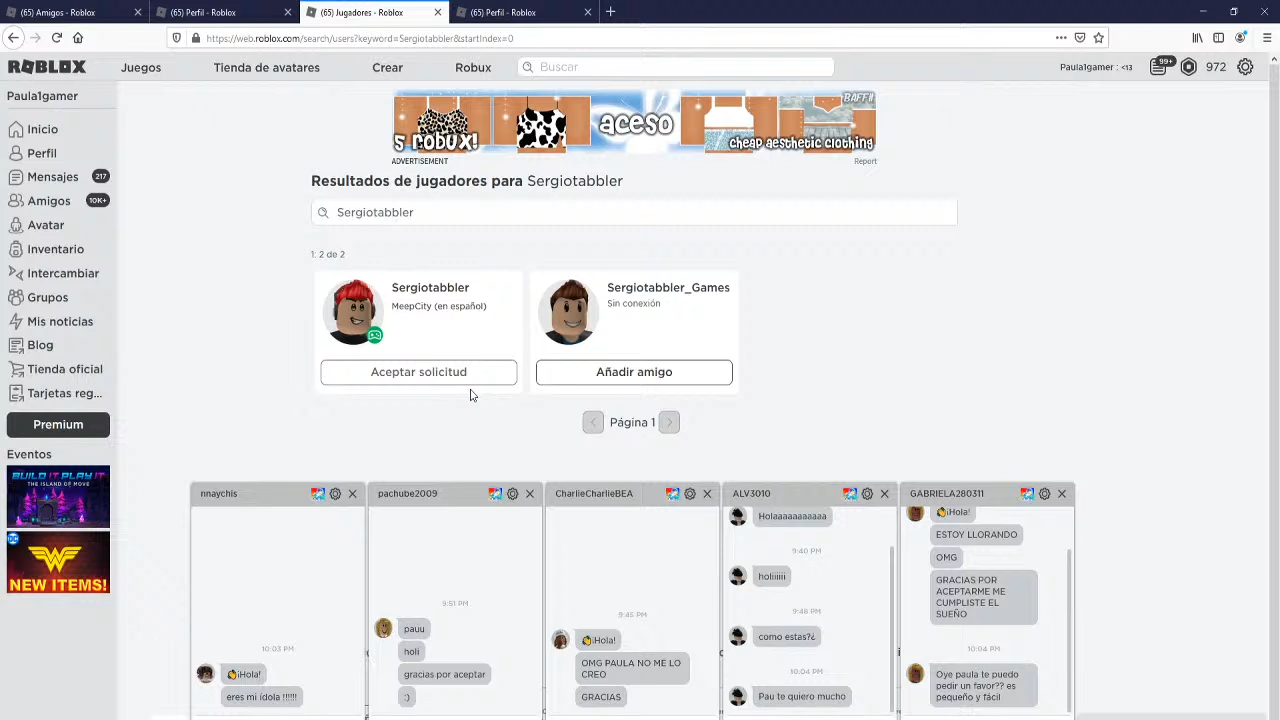 (65) Amigos - Roblox
(65) Perfil - Roblox
(65) Jugadores - Roblox
(65) Perfil - Roblox
https://web.roblox.com/search/users?keyword=Sergiotabbler&startIndex=0
ROBLOX
Juegos
Tienda de avatares
Crear
Robux
Buscar
Paula1gamer : <13
99+
972
Paula1gamer
Inicio
Perfil
Mensajes
217
Amigos
10K+
Avatar
Inventario
Intercambiar
Grupos
Mis noticias
Blog
Tienda oficial
Tarjetas reg...
Premium
Eventos
BUILD IT PLAY IT
THE ISLAND OF MOVE
DC
NEW ITEMS!
5 ROBUX!
aceso
BAFF!!
cheap aesthetic clothing
ADVERTISEMENT
Report
Resultados de jugadores para Sergiotabbler
Sergiotabbler
1: 2 de 2
Sergiotabbler
MeepCity (en español)
Aceptar solicitud
Sergiotabbler_Games
Sin conexión
Añadir amigo
Página 1
nnaychis
10:03 PM
👋¡Hola!
eres mi ídola !!!!!!
pachube2009
9:51 PM
pauu
holi
gracias por aceptar
:)
CharlieCharlieBEA
9:45 PM
👋¡Hola!
OMG PAULA NO ME LO
CREO
GRACIAS
ALV3010
Holaaaaaaaaaaa
9:40 PM
holiiiiii
9:46 PM
como estas?¿
10:04 PM
Pau te quiero mucho
GABRIELA280311
👋¡Hola!
ESTOY LLORANDO
OMG
GRACIAS POR
ACEPTARME ME
CUMPLISTE EL
SUEÑO
10:04 PM
Oye paula te puedo
pedir un favor?? es
pequeño y fácil